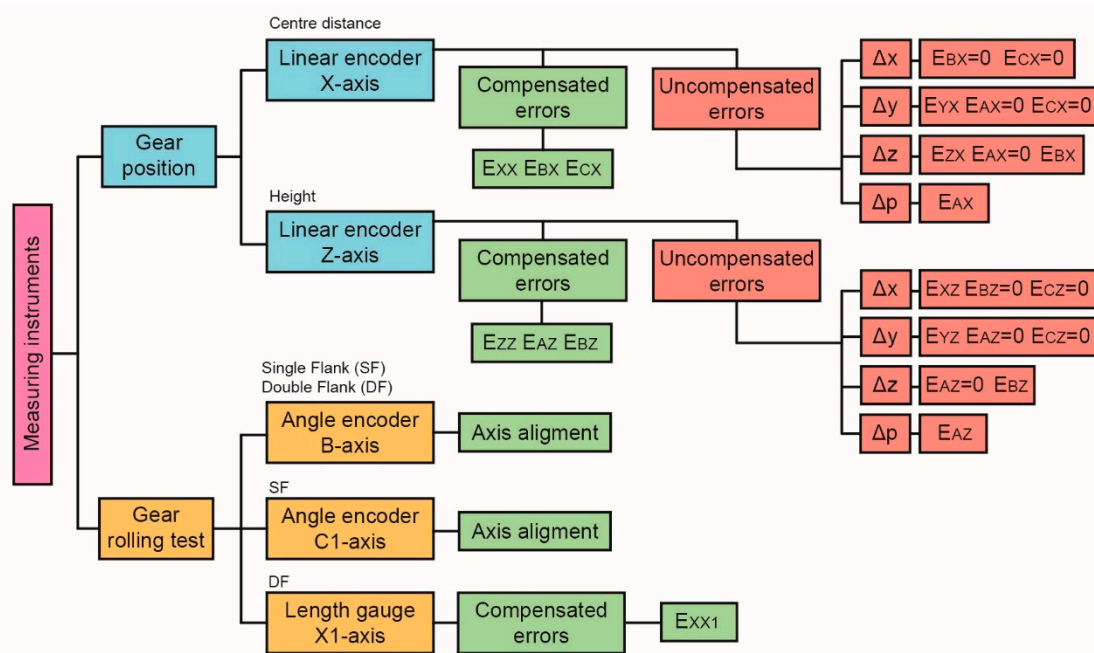 Centre distance
Linear encoder
X-axis
Compensated
errors
EXX EBX ECX
Uncompensated
errors
Δx
EBX=0 ECX=0
Δy
EYX EAX=0 ECX=0
Δz
EZX EAX=0 EBX
Δp
EAX
Measuring instruments
Gear
position
Height
Linear encoder
Z-axis
Compensated
errors
EZZ EAZ EBZ
Uncompensated
errors
Δx
EXZ EBZ=0 ECZ=0
Δy
EYZ EAZ=0 ECZ=0
Δz
EAZ=0 EBZ
Δp
EAZ
Gear
rolling test
Single Flank (SF)
Double Flank (DF)
Angle encoder
B-axis
Axis aligment
SF
Angle encoder
C1-axis
Axis aligment
DF
Length gauge
X1-axis
Compensated
errors
EXX1